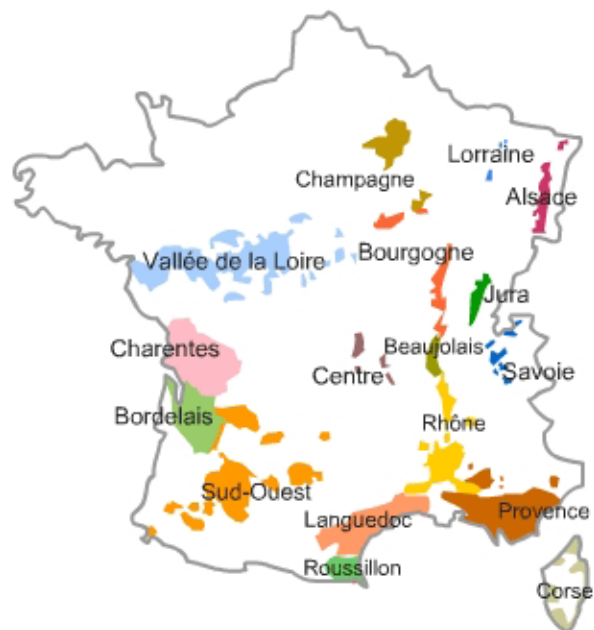 Lorraine
Champagne
Alsace
Bourgogne
Vallée de la Loire
Jura
Charentes
Beaujolais
Centre
Savoie
Bordelais
Rhône
Sud-Ouest
Languedoc
Provence
Roussillon
Corse